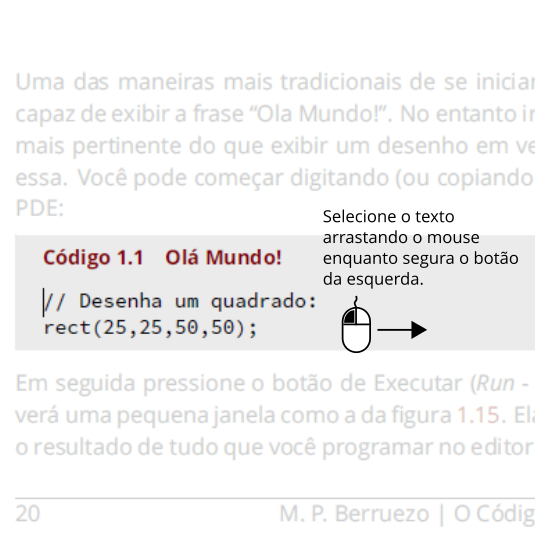 Uma das maneiras mais tradicionais de se iniciar
capaz de exibir a frase “Ola Mundo!”. No entanto
mais pertinente do que exibir um desenho em
essa. Você pode começar digitando (ou copiando
PDE:
Selecione o texto
arrastando o mouse
enquanto segura o botão
da esquerda.
Código 1.1 Olá Mundo!
// Desenha um quadrado:
rect(25,25,50,50);
Em seguida pressione o botão de Executar (Run -
verá uma pequena janela como a da figura 1.15.
o resultado de tudo que você programar no editor
20 M. P. Berruezo | O Códig